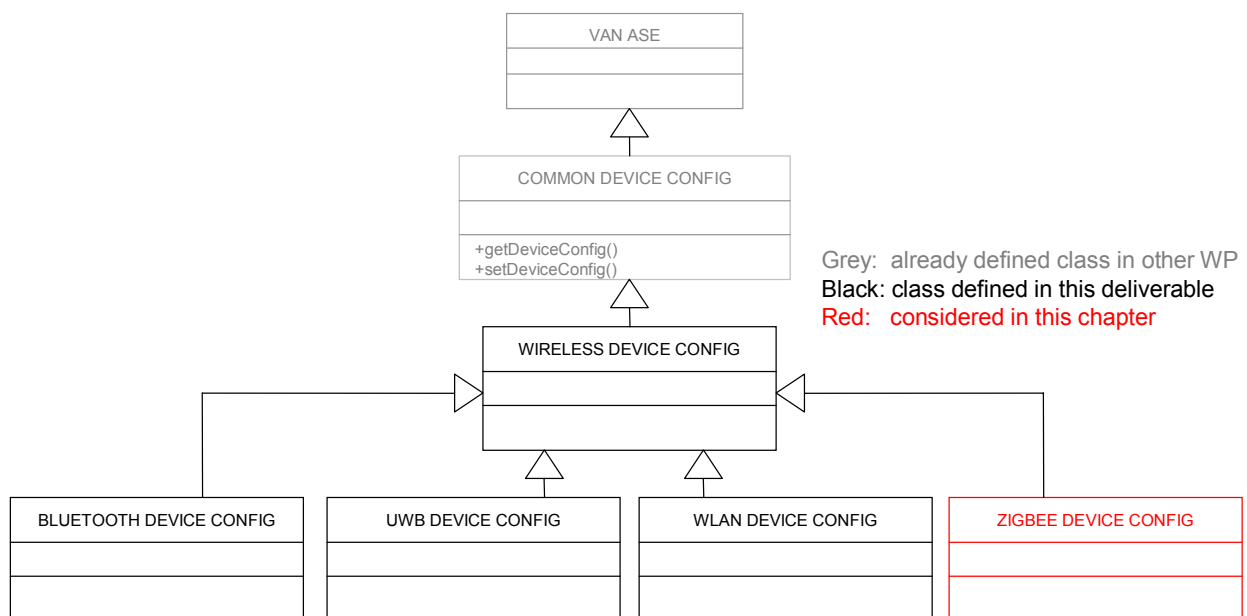 VAN ASE
COMMON DEVICE CONFIG
+getDeviceConfig()
+setDeviceConfig()
Grey: already defined class in other WP
Black: class defined in this deliverable
Red: considered in this chapter
WIRELESS DEVICE CONFIG
BLUETOOTH DEVICE CONFIG
UWB DEVICE CONFIG
WLAN DEVICE CONFIG
ZIGBEE DEVICE CONFIG